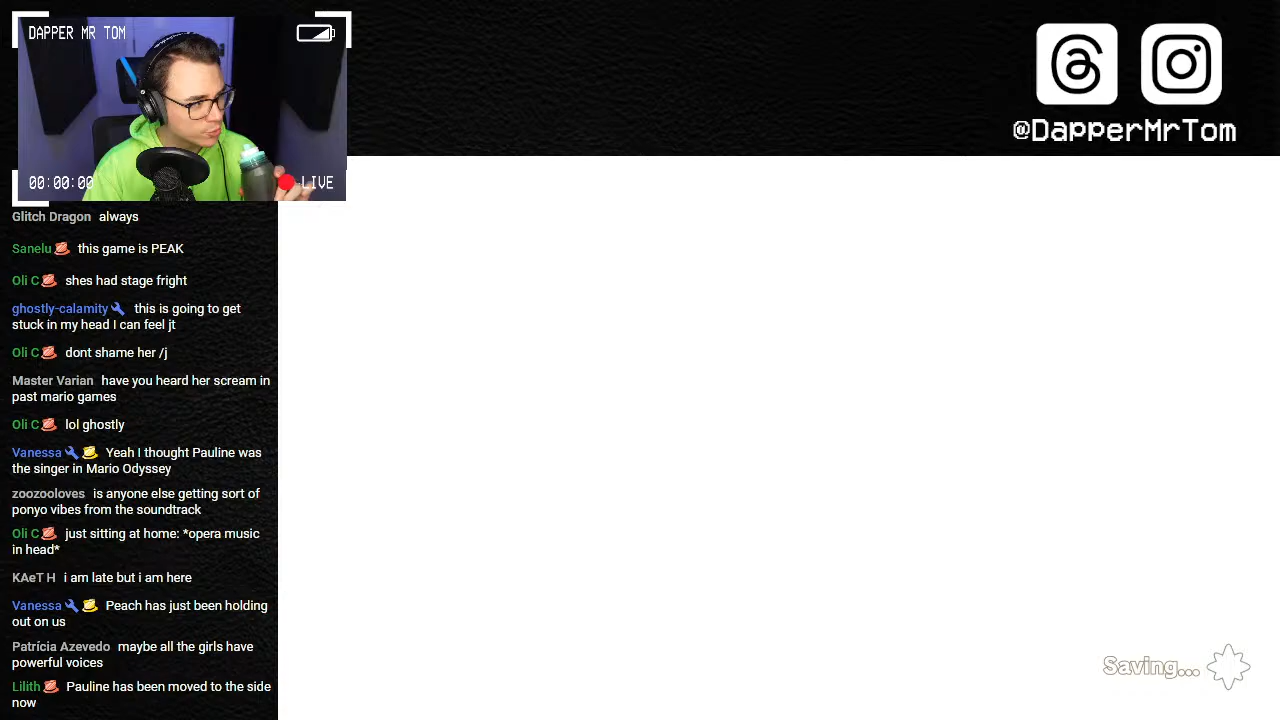 DAPPER MR TOM
00:00:00
LIVE
@DapperMrTom
Glitch Dragon always
Sanelu this game is PEAK
Oli C shes had stage fright
ghostly-calamity this is going to get
stuck in my head I can feel jt
Oli C dont shame her /j
Master Varian have you heard her scream in
past mario games
Oli C lol ghostly
Vanessa Yeah I thought Pauline was
the singer in Mario Odyssey
zoozooloves is anyone else getting sort of
ponyo vibes from the soundtrack
Oli C just sitting at home: *opera music
in head*
KAeT H i am late but i am here
Vanessa Peach has just been holding
out on us
Patrícia Azevedo maybe all the girls have
powerful voices
Lilith Pauline has been moved to the side
now
Saving...